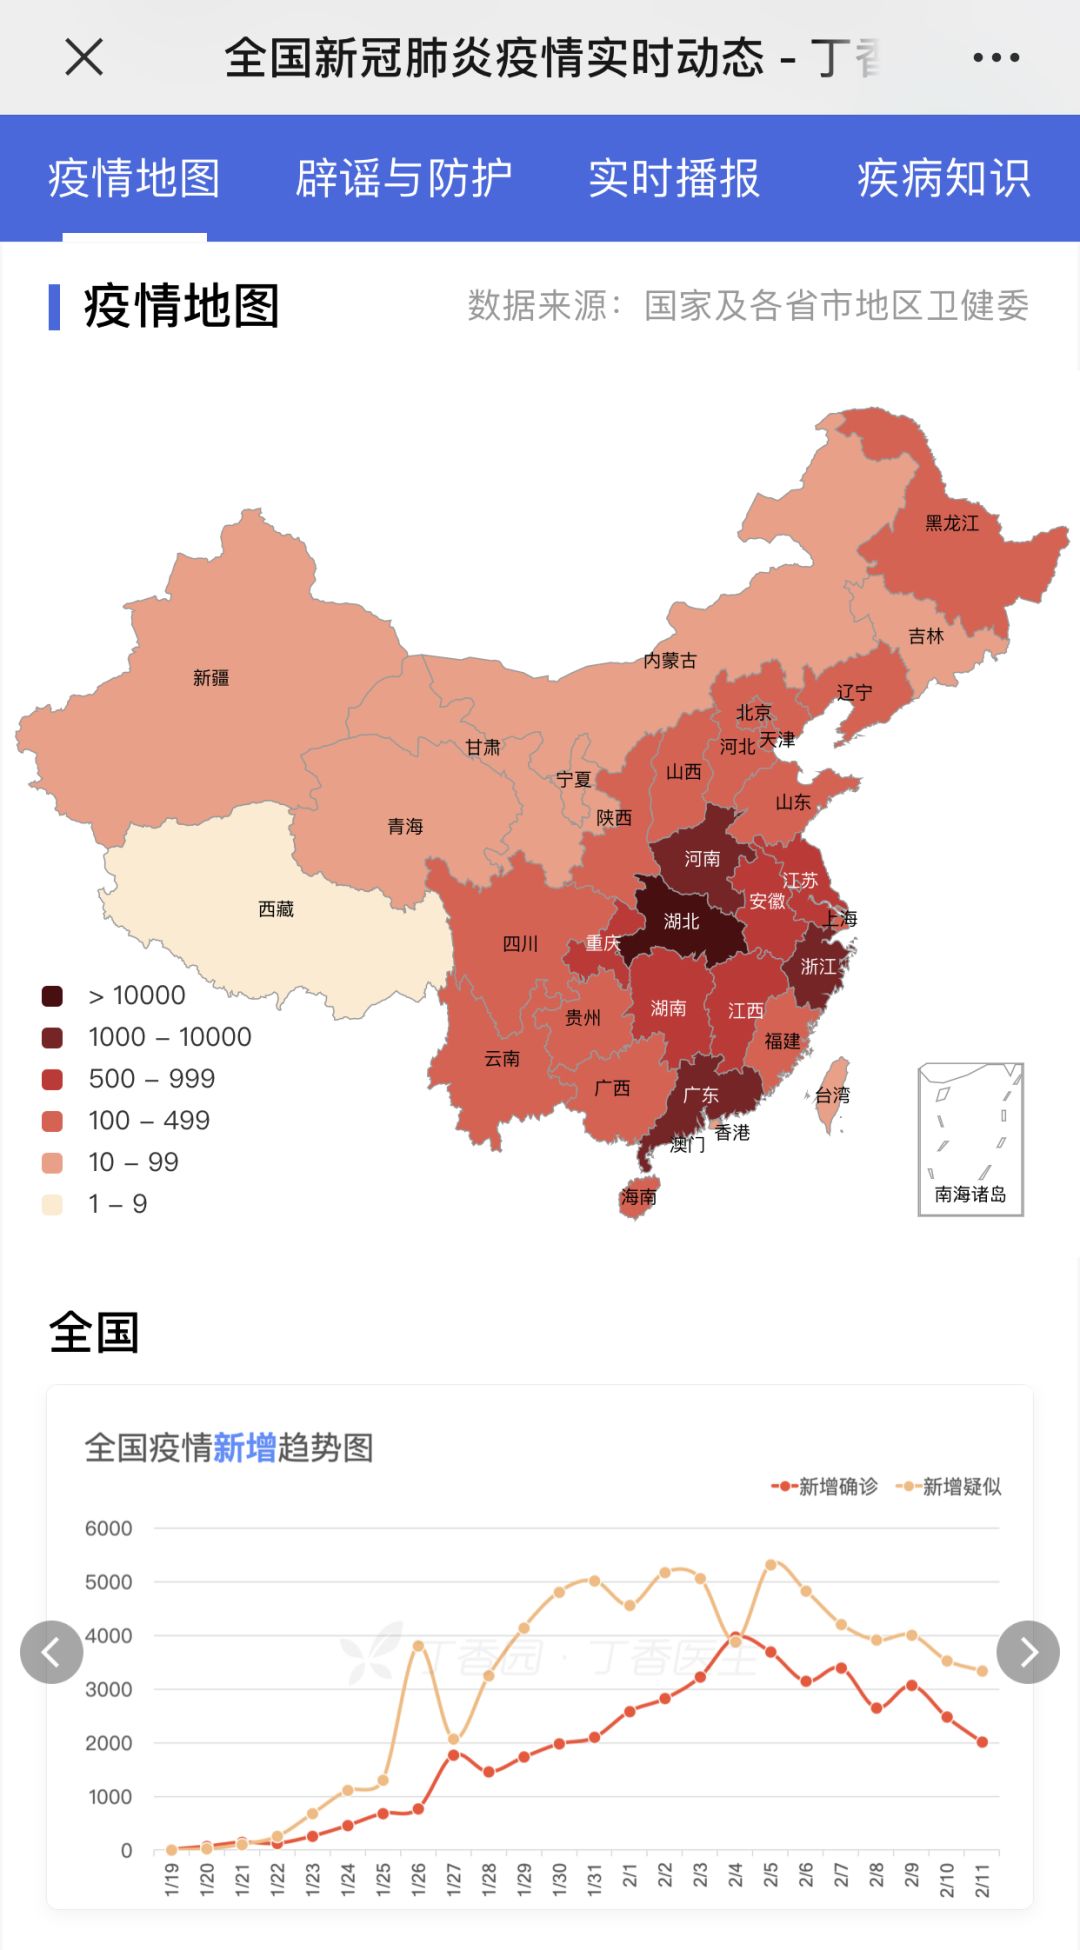 全国新冠肺炎疫情实时动态 - 丁香
疫情地图 辟谣与防护 实时播报 疾病知识
疫情地图
数据来源：国家及各省市地区卫健委
黑龙江
吉林
内蒙古
新疆
辽宁
北京
天津
河北
甘肃
山西
宁夏
山东
陕西
青海
河南
江苏
安徽
西藏
上海
湖北
四川
重庆
浙江
湖南
江西
贵州
福建
云南
广西
广东
台湾
香港
澳门
海南
南海诸岛
> 10000
1000 – 10000
500 – 999
100 – 499
10 – 99
1 – 9
全国
全国疫情新增趋势图
新增确诊 新增疑似
6000
5000
4000
3000
2000
1000
0
丁香园 · 丁香医生
1/19 1/20 1/21 1/22 1/23 1/24 1/25 1/26 1/27 1/28 1/29 1/30 1/31 2/1 2/2 2/3 2/4 2/5 2/6 2/7 2/8 2/9 2/10 2/11